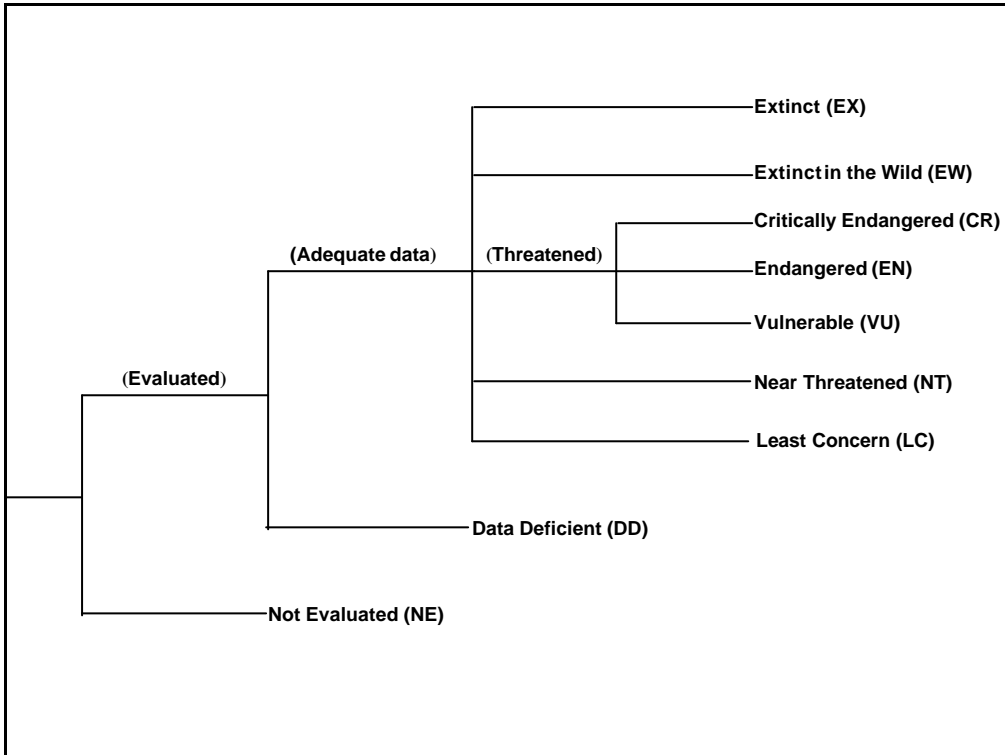 Extinct (EX)
Extinct in the Wild (EW)
Critically Endangered (CR)
(Adequate data) (Threatened)
Endangered (EN)
Vulnerable (VU)
(Evaluated)
Near Threatened (NT)
Least Concern (LC)
Data Deficient (DD)
Not Evaluated (NE)